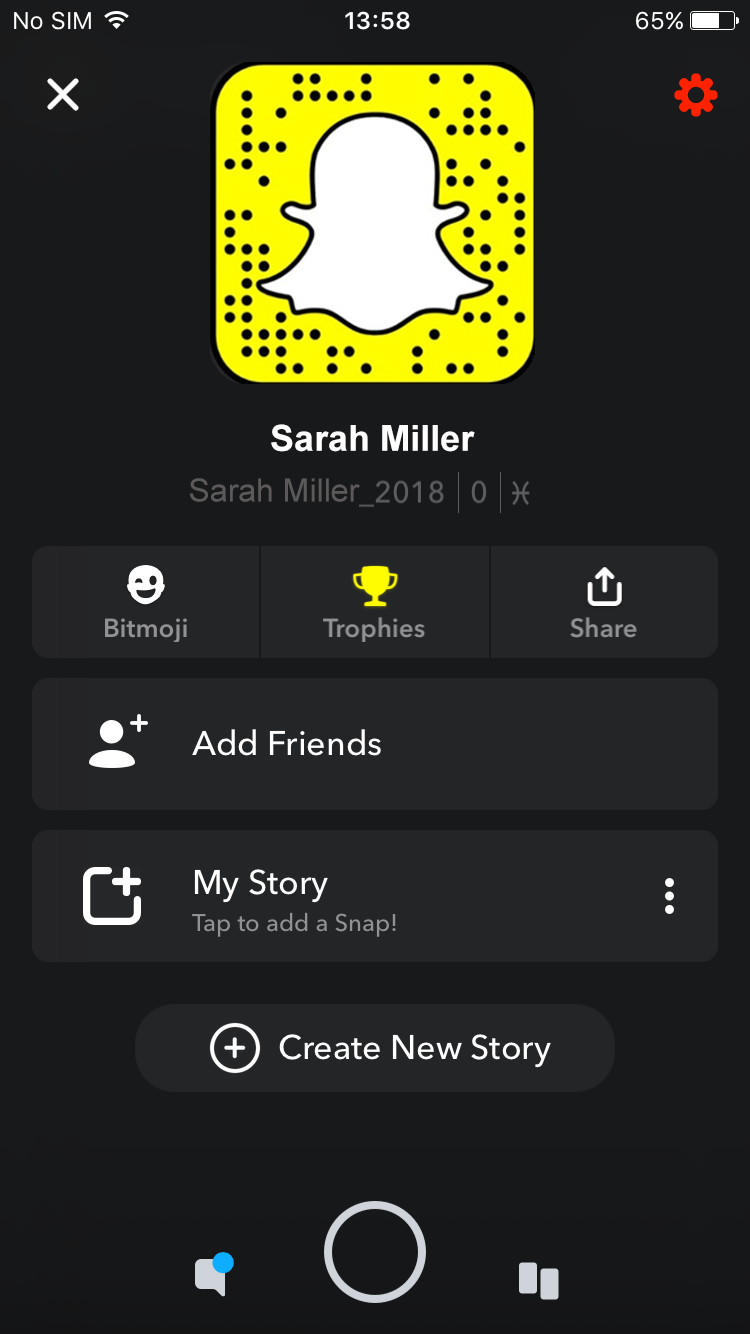 No SIM 13:58 65%
Sarah Miller
Sarah Miller_2018 | 0 | ♓
Bitmoji Trophies Share
Add Friends
My Story
Tap to add a Snap!
Create New Story